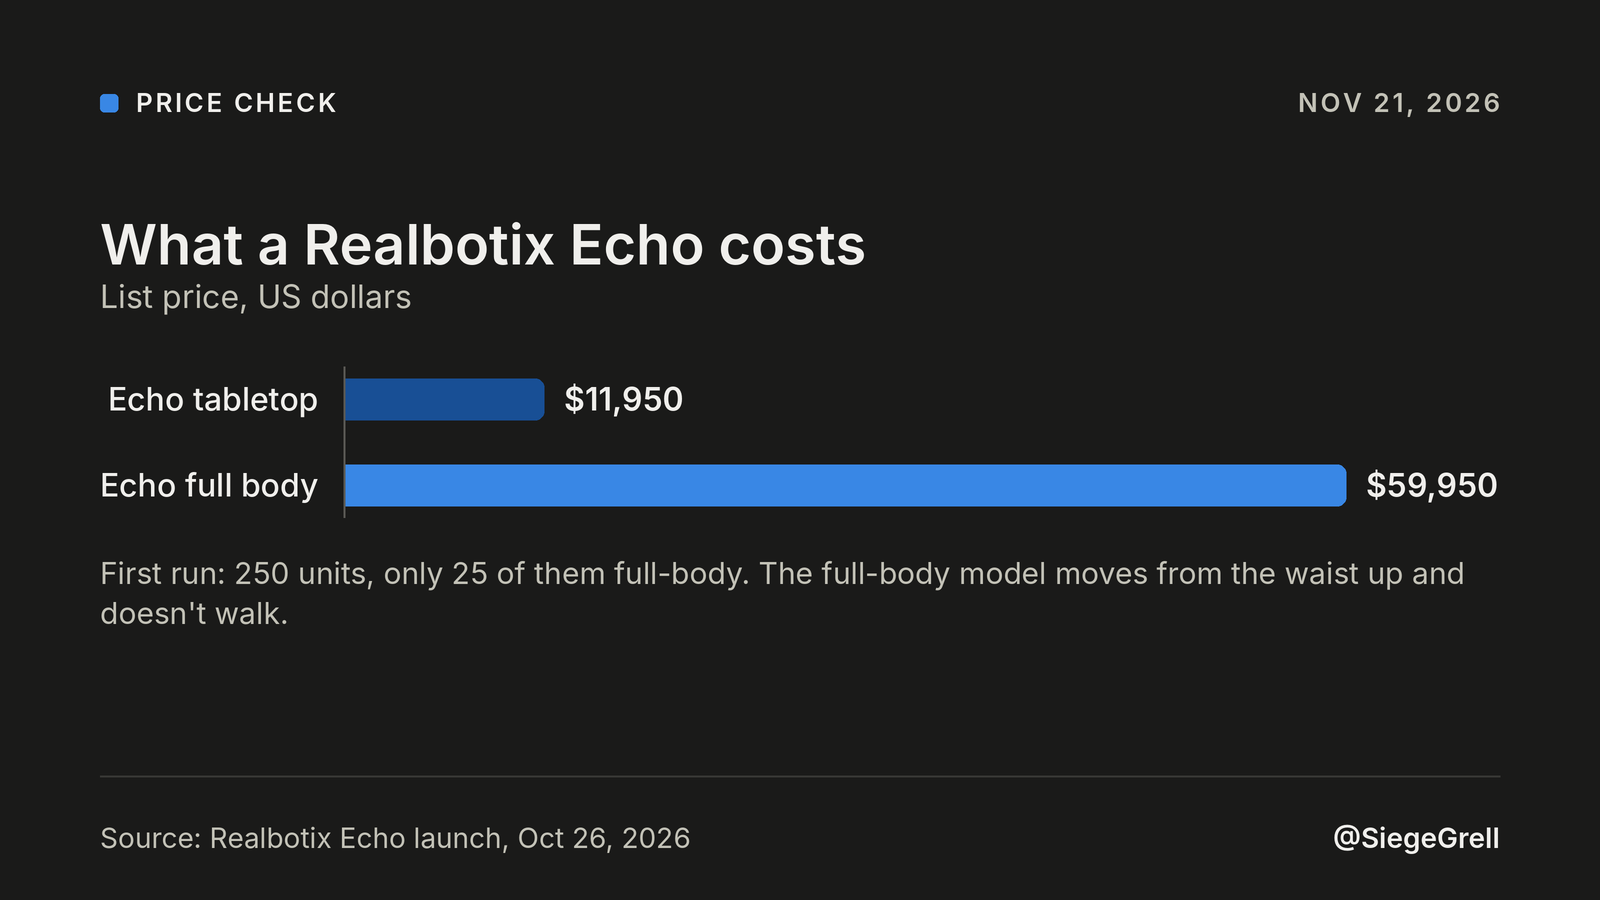 PRICE CHECK
NOV 21, 2026
What a Realbotix Echo costs
List price, US dollars
Echo tabletop
$11,950
Echo full body
$59,950
First run: 250 units, only 25 of them full-body. The full-body model moves from the waist up and
doesn't walk.
Source: Realbotix Echo launch, Oct 26, 2026
@SiegeGrell